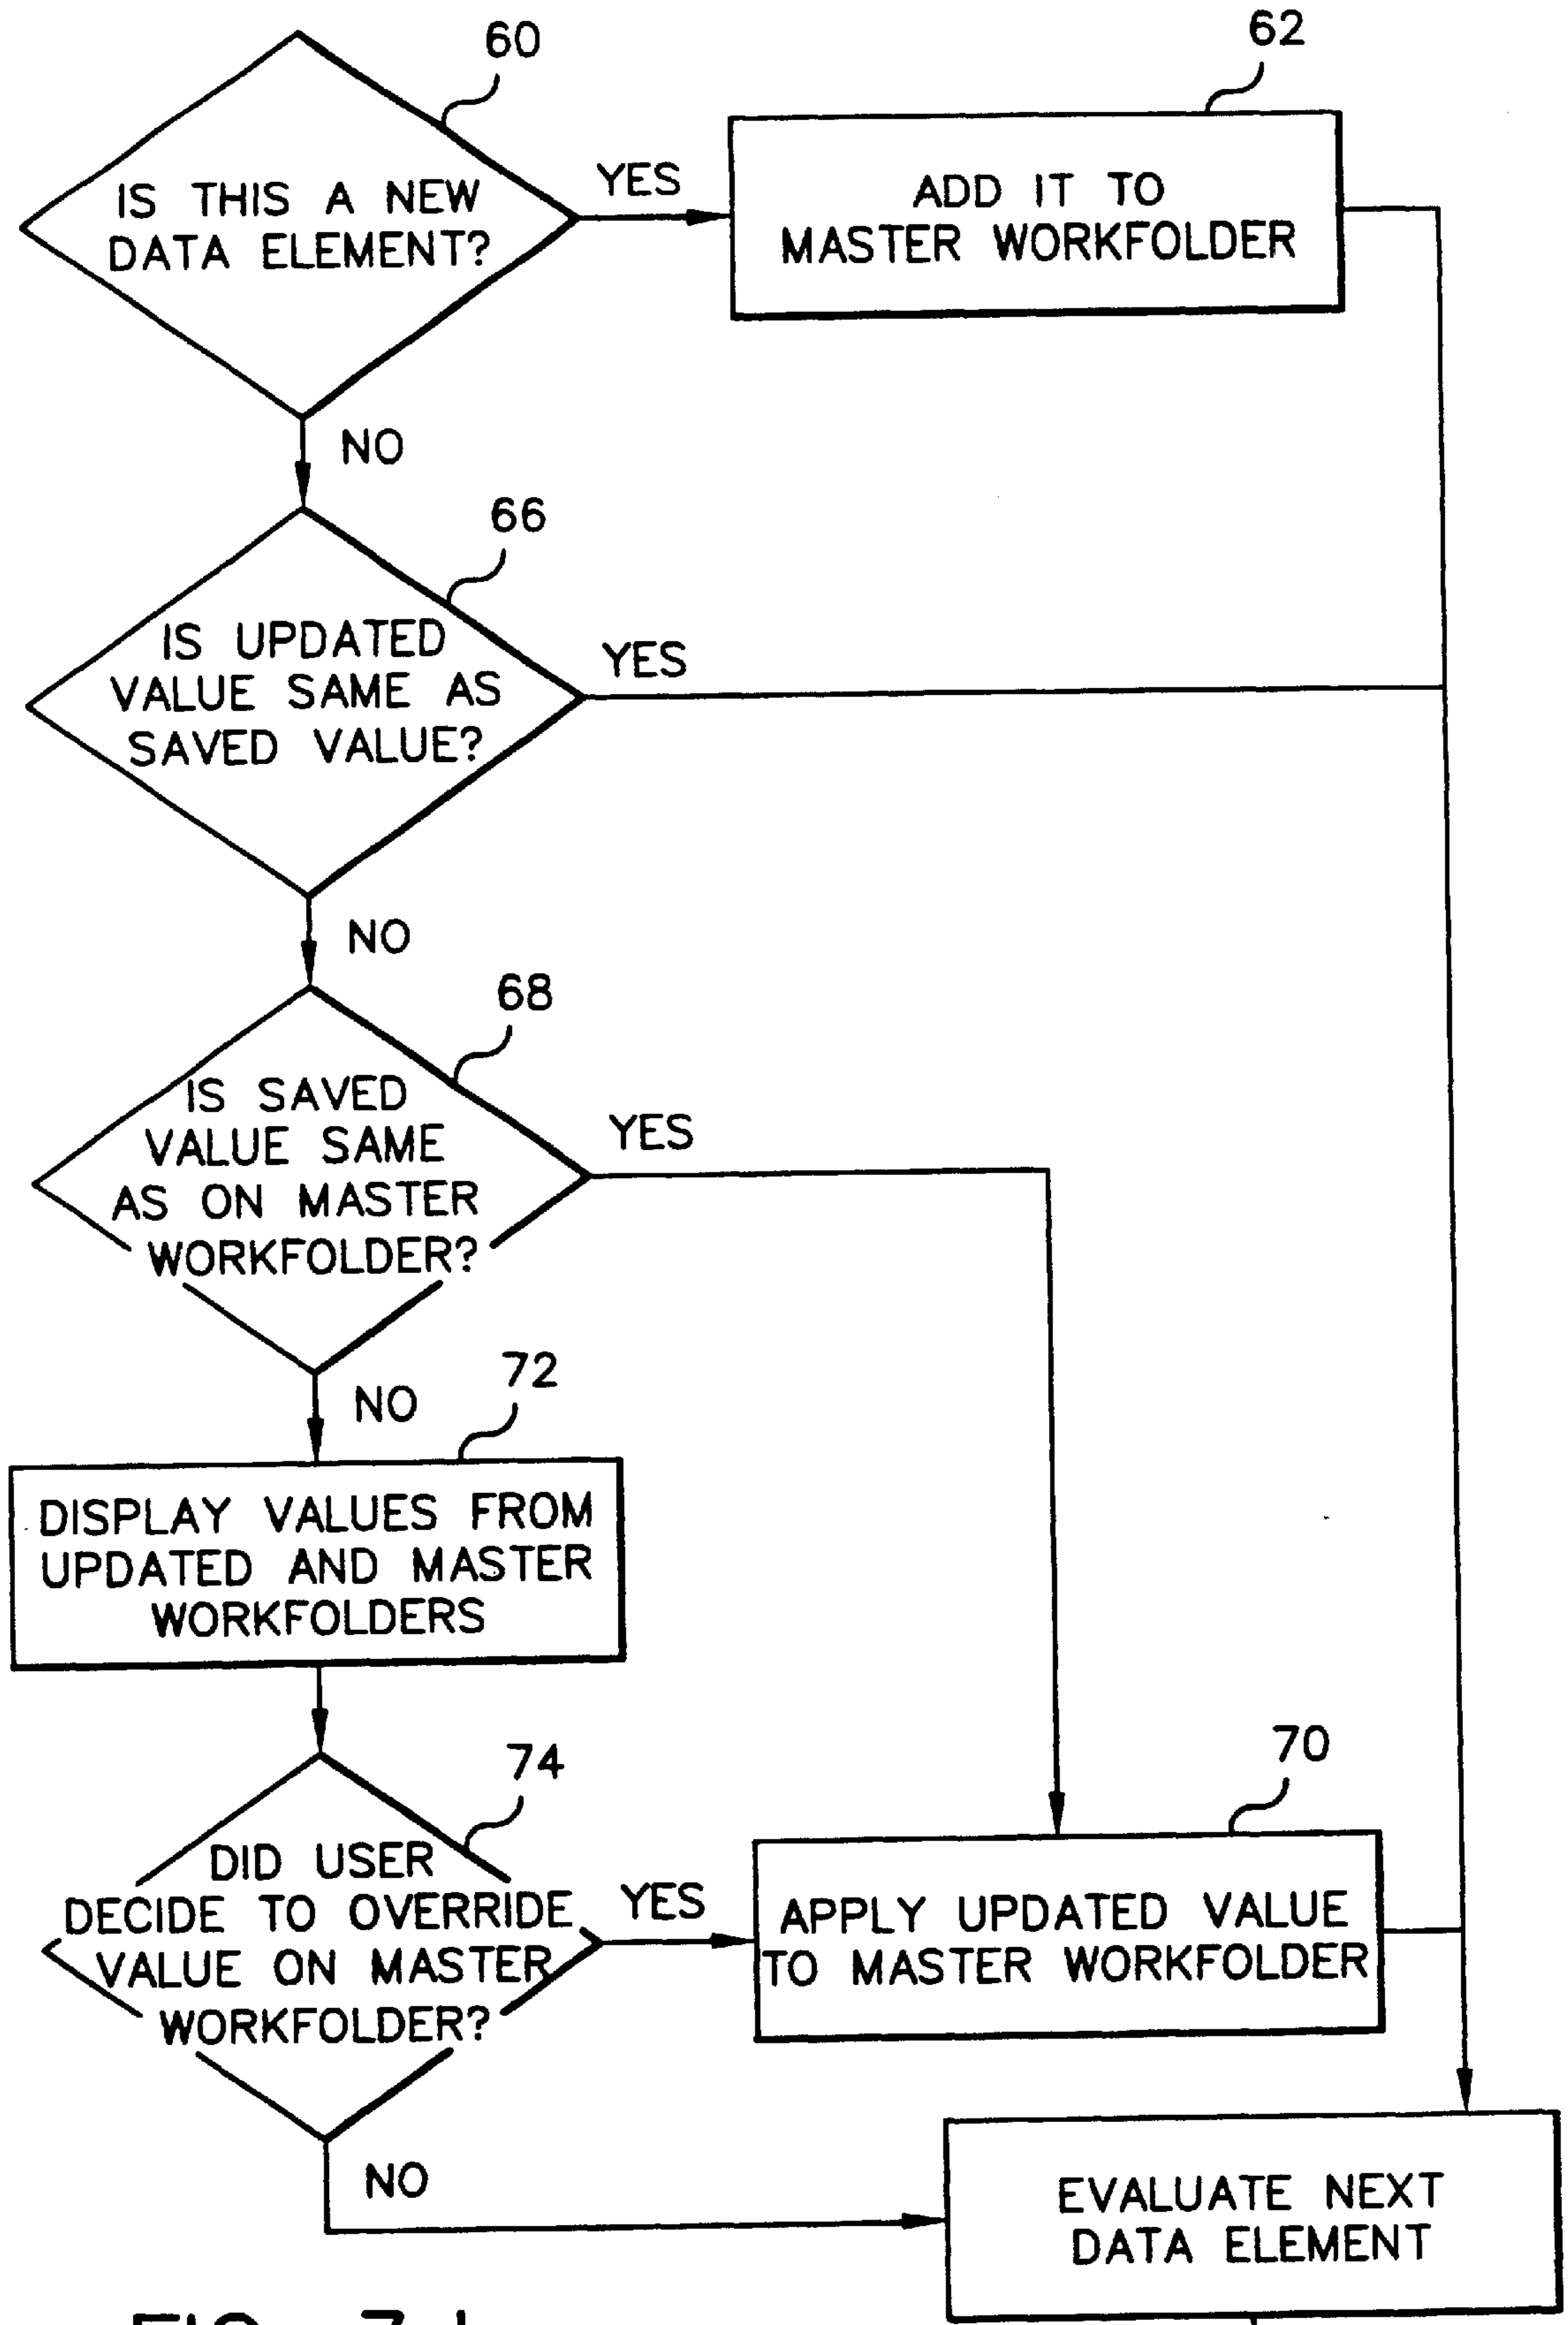 60
62
IS THIS A NEW
DATA ELEMENT?
YES
ADD IT TO
MASTER WORKFOLDER
NO
66
IS UPDATED
VALUE SAME AS
SAVED VALUE?
YES
NO
68
IS SAVED
VALUE SAME
AS ON MASTER
WORKFOLDER?
YES
NO
72
DISPLAY VALUES FROM
UPDATED AND MASTER
WORKFOLDERS
74
70
DID USER
DECIDE TO OVERRIDE
VALUE ON MASTER
WORKFOLDER?
YES
APPLY UPDATED VALUE
TO MASTER WORKFOLDER
NO
EVALUATE NEXT
DATA ELEMENT